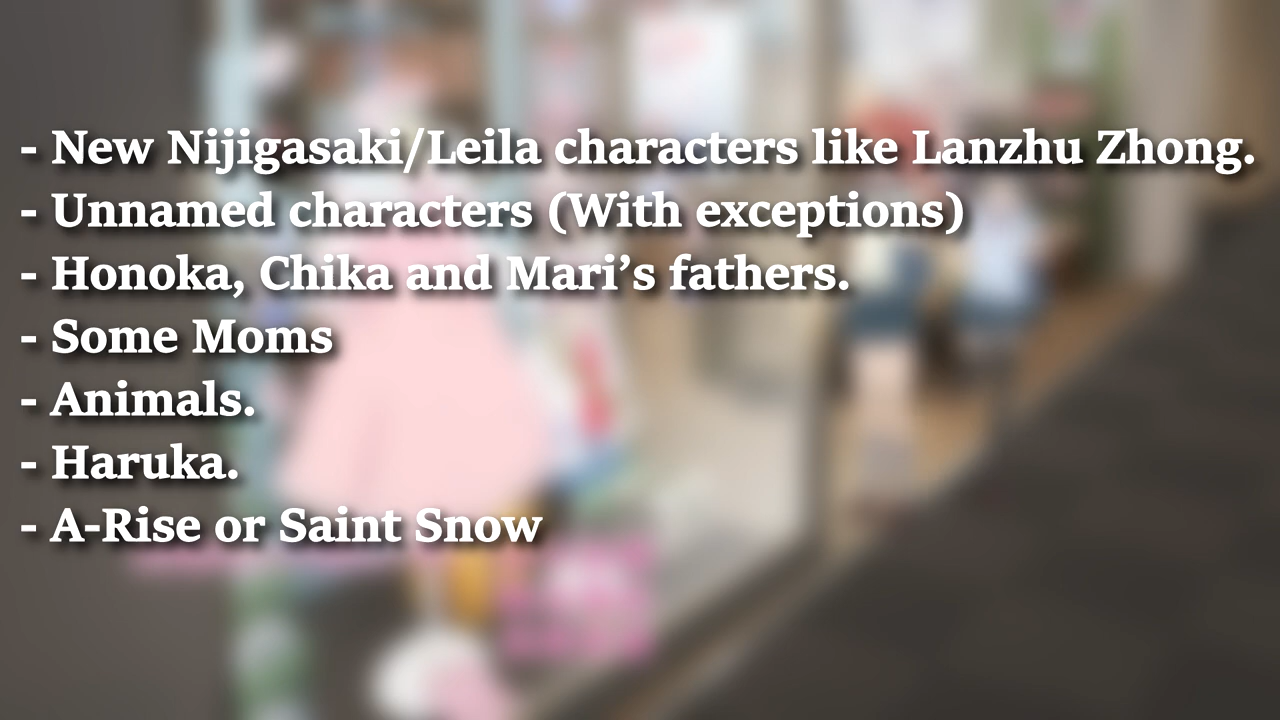 - New Nijigasaki/Leila characters like Lanzhu Zhong.
- Unnamed characters (With exceptions)
- Honoka, Chika and Mari’s fathers.
- Some Moms
- Animals.
- Haruka.
- A-Rise or Saint Snow